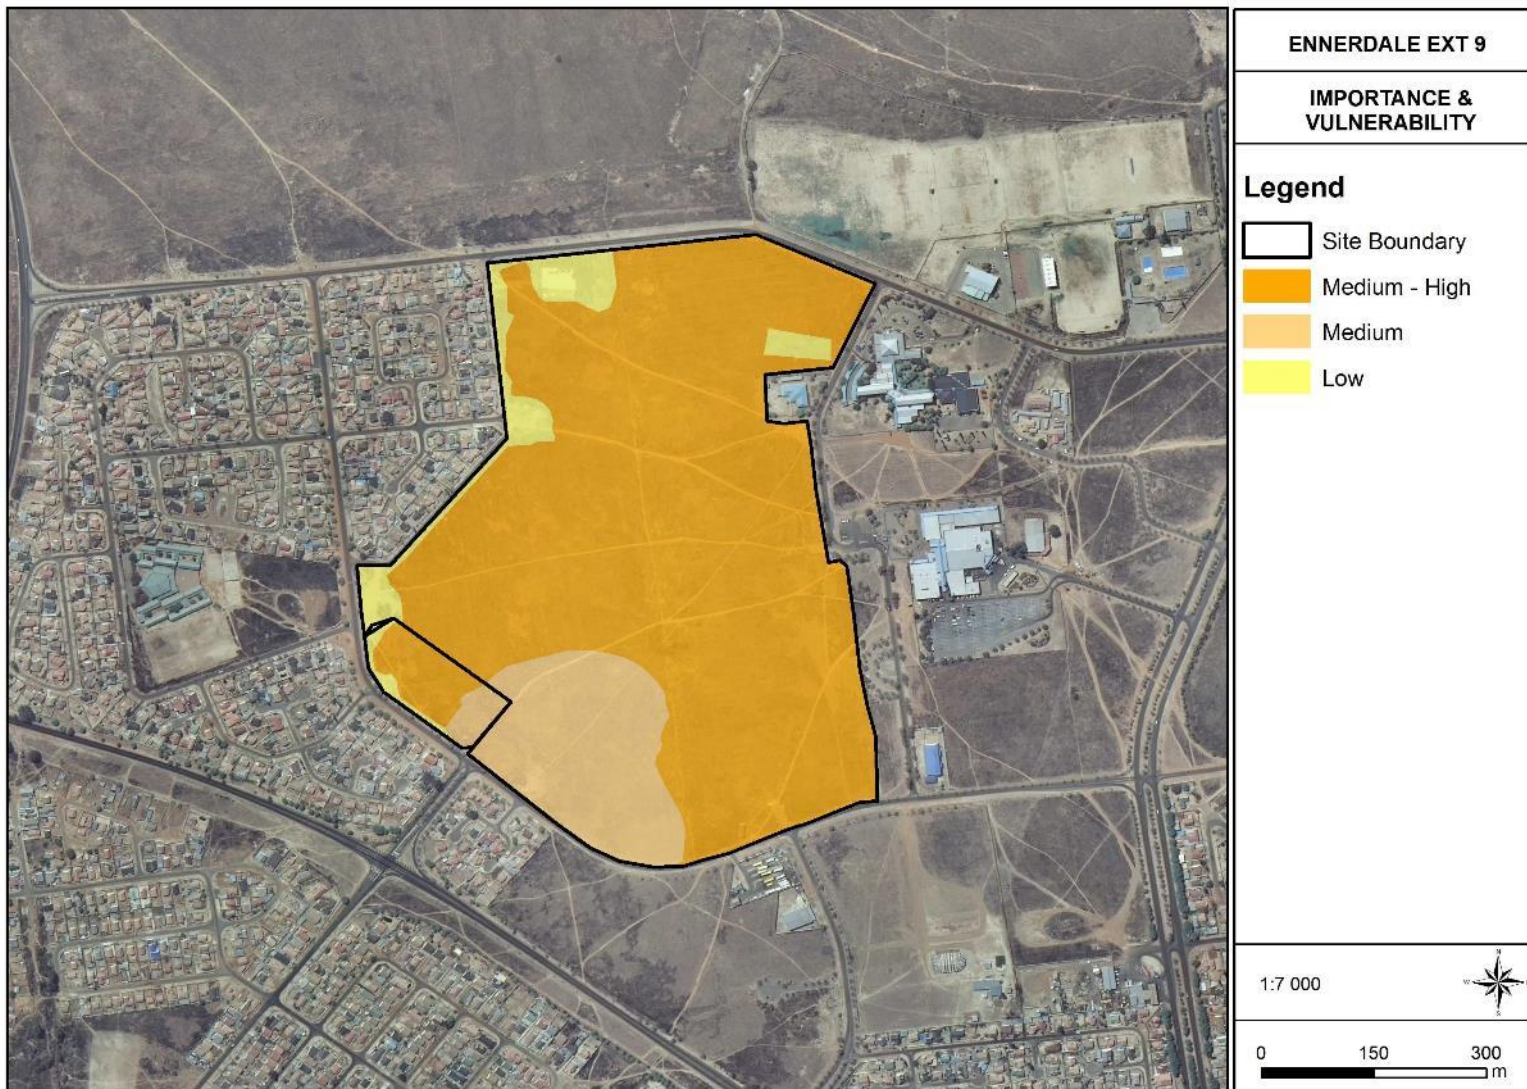 ENNERDALE EXT 9
IMPORTANCE &
VULNERABILITY
Legend
Site Boundary
Medium - High
Medium
Low
1:7 000
N
W
S
0 150 300
m